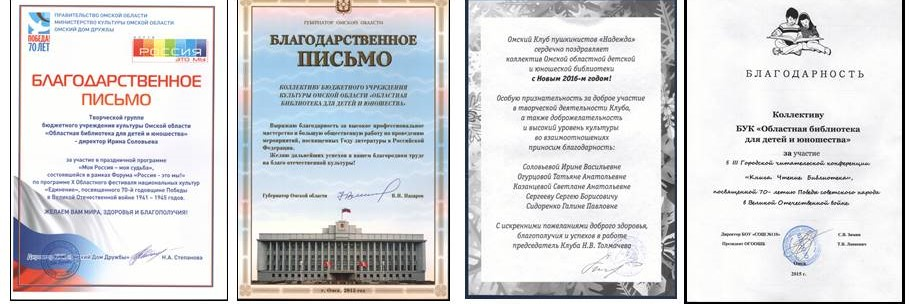 ПРАВИТЕЛЬСТВО ОМСКОЙ ОБЛАСТИ
МИНИСТЕРСТВО КУЛЬТУРЫ ОМСКОЙ ОБЛАСТИ
ОМСКИЙ ДОМ ДРУЖБЫ
ПОБЕДА!
70 ЛЕТ
РОССИЯ
ЭТО МЫ
БЛАГОДАРСТВЕННОЕ
ПИСЬМО
Творческой группе
бюджетного учреждения культуры Омской области
«Областная библиотека для детей и юношества»
- директор Ирина Соловьева
за участие в праздничной программе
«Моя Россия – моя судьба»,
состоявшейся в рамках Форума «Россия - это мы!»
по программе X Областного фестиваля национальных культур
«Единение», посвященного 70-й годовщине Победы
в Великой Отечественной войне 1941 – 1945 годов.
ЖЕЛАЕМ ВАМ МИРА, ЗДОРОВЬЯ И БЛАГОПОЛУЧИЯ!
Директор Омский Дом Дружбы»
Н.А. Степанова
ГУБЕРНАТОР ОМСКОЙ ОБЛАСТИ
БЛАГОДАРСТВЕННОЕ
ПИСЬМО
КОЛЛЕКТИВУ БЮДЖЕТНОГО УЧРЕЖДЕНИЯ
КУЛЬТУРЫ ОМСКОЙ ОБЛАСТИ «ОБЛАСТНАЯ
БИБЛИОТЕКА ДЛЯ ДЕТЕЙ И ЮНОШЕСТВА»
Выражаю благодарность за высокое профессиональное
мастерство и большую общественную работу по проведению
мероприятий, посвященных Году литературы в Российской
Федерации.
Желаю дальнейших успехов в вашем благородном труде
на благо отечественной культуры!
Губернатор Омской области
В.И. Назаров
г. Омск, 2015 год
Омский Клуб пушкинистов «Надежда»
сердечно поздравляет
коллектив Омской областной детской
и юношеской библиотеки
с Новым 2016-м годом!
Особую признательность за доброе участие
в творческой деятельности Клуба,
а также доброжелательность
и высокий уровень культуры
во взаимоотношениях
приносим благодарность:
Соловьевой Ирине Васильевне
Огурцовой Татьяне Анатольевне
Казанцевой Светлане Анатольевне
Сергееву Сергею Борисовичу
Сидоренко Галине Павловне
С искренними пожеланиями доброго здоровья,
благополучия и успехов в работе
председатель Клуба Н.В. Толмачева
БЛАГОДАРНОСТЬ
Коллективу
БУК «Областная библиотека
для детей и юношества»
за участие
в III Городской читательской конференции
«Книга. Чтение. Библиотека»,
посвященной 70- летию Победы советского народа
в Великой Отечественной войне
Директор БОУ «СОШ №118»
Президент ОГООШБ
Омск
2015 г.